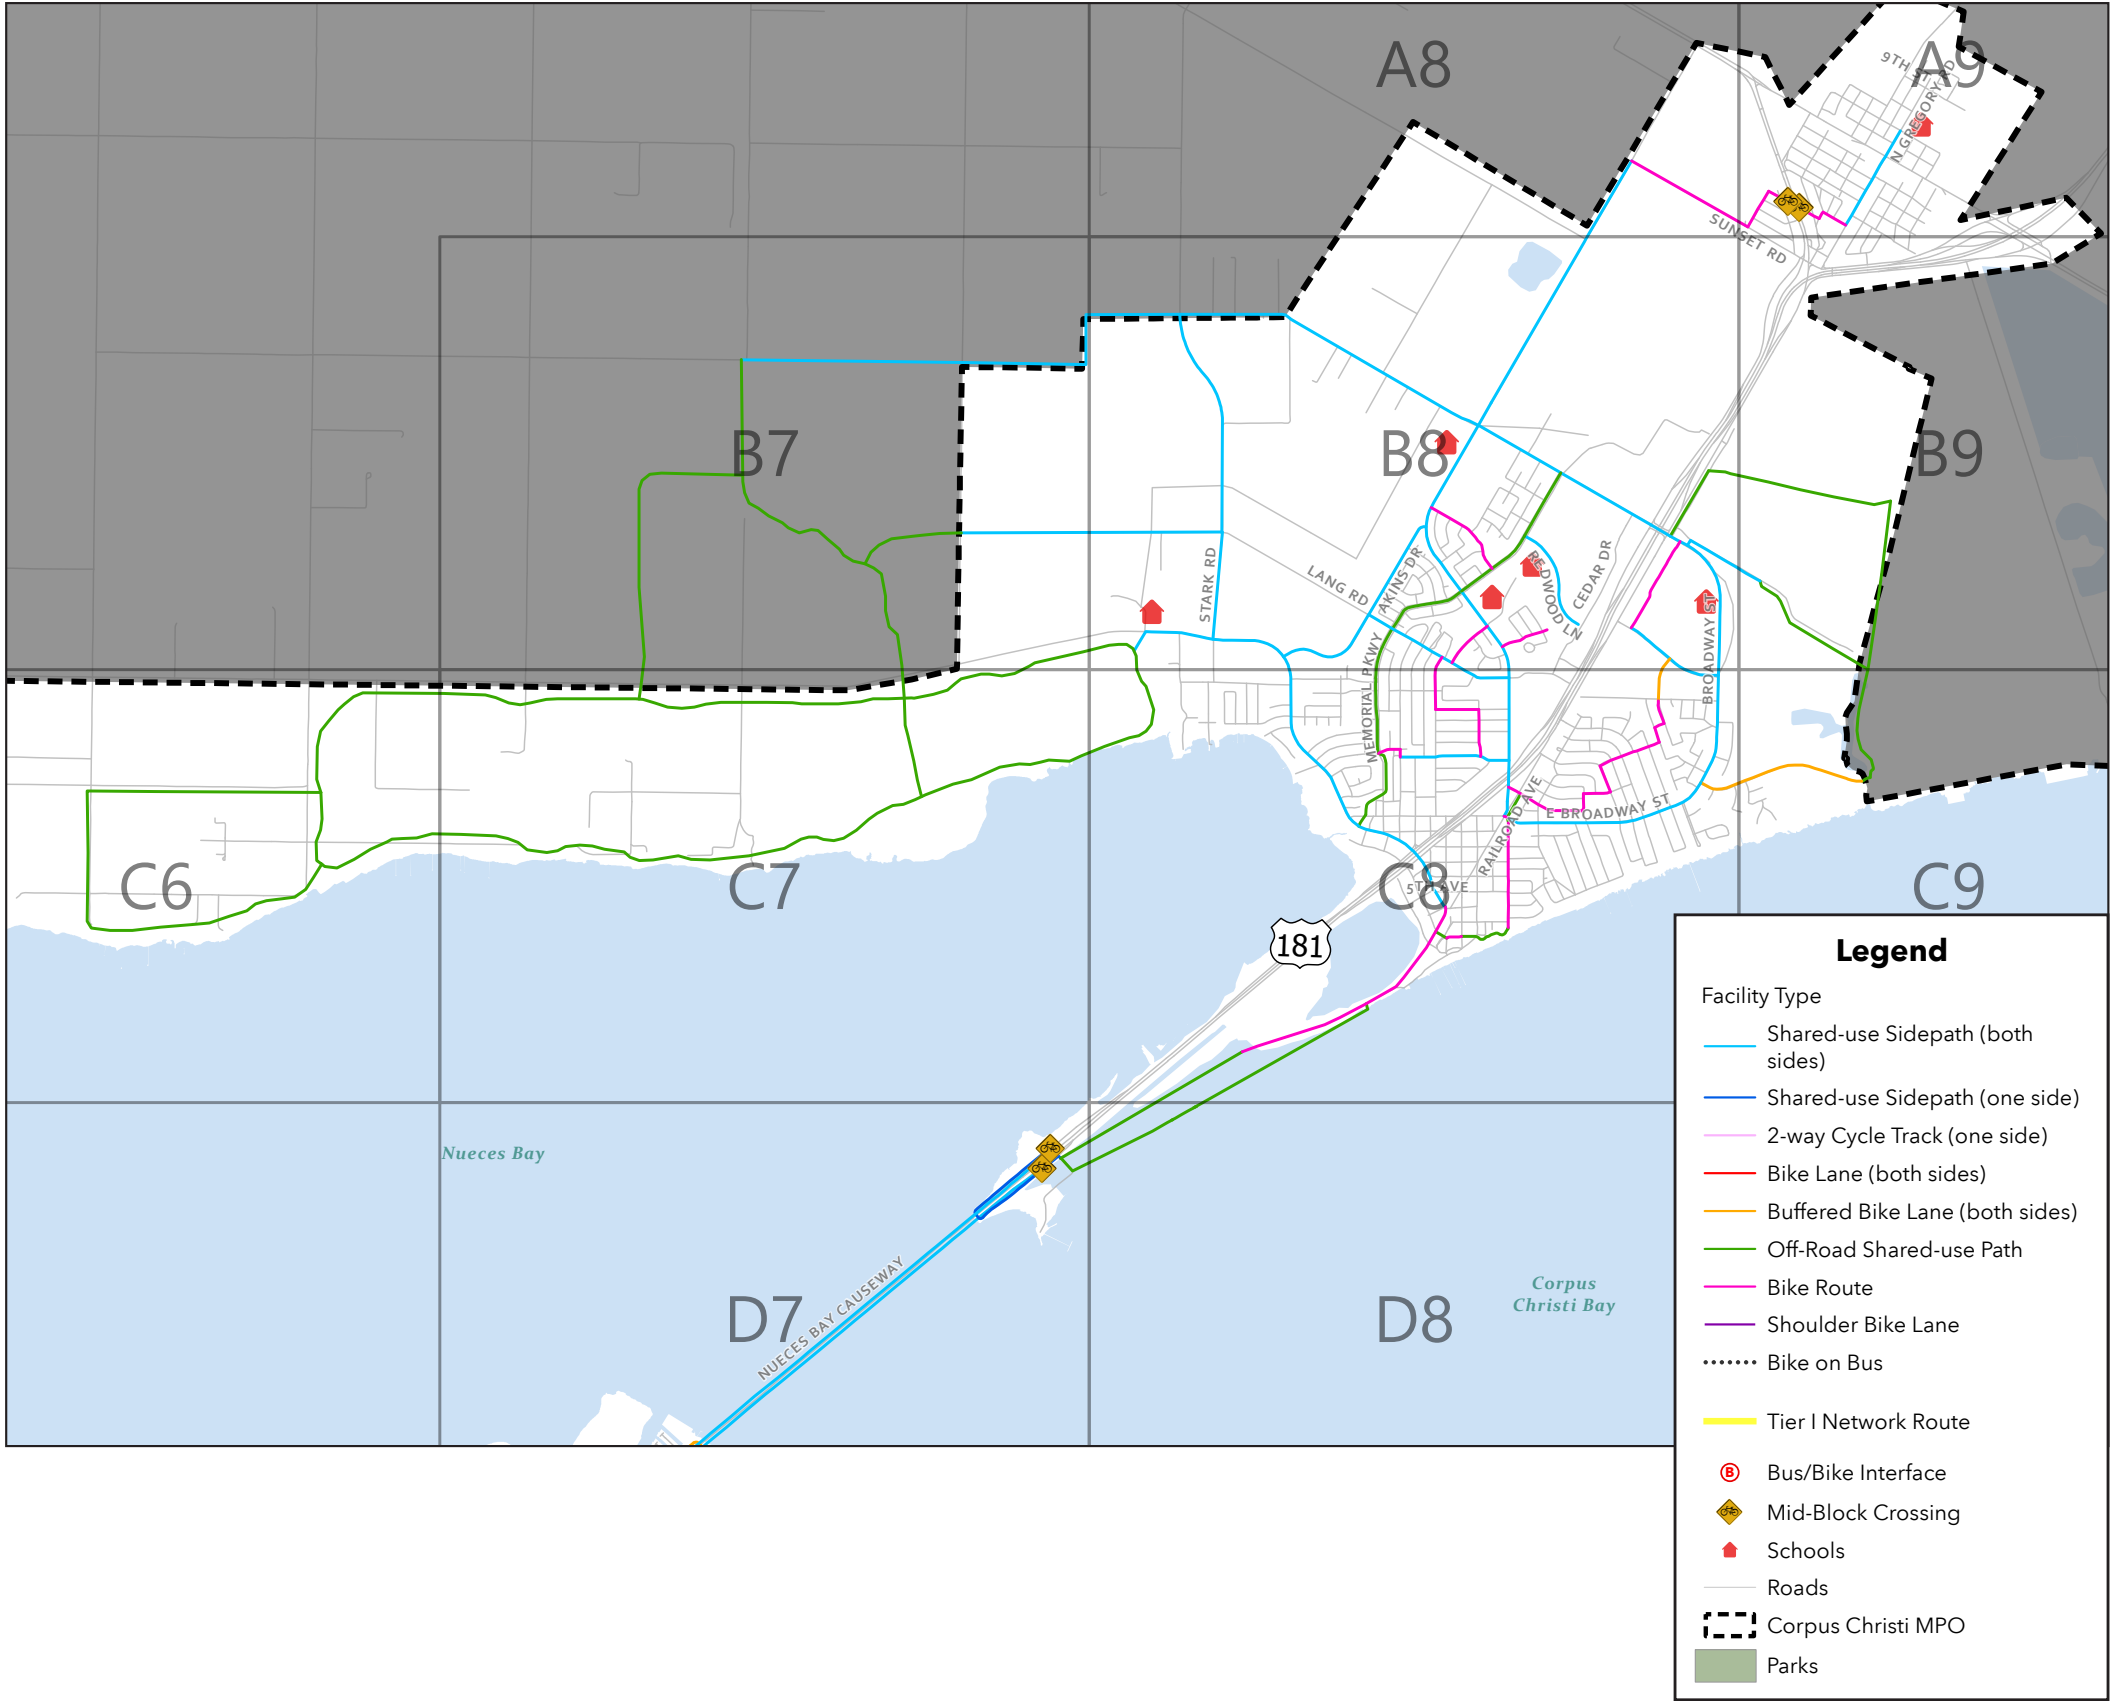 A8
A9
9TH ST
N GREGORY RD
SUNSET RD
B7
B8
B9
STARK RD
LANG RD
AKINS DR
REDWOOD LN
CEDAR DR
BROADWAY ST
MEMORIAL PKWY
RAILROAD AVE
E BROADWAY ST
5TH AVE
C6
C7
C8
C9
181
Nueces Bay
NUECES BAY CAUSEWAY
Corpus
Christi Bay
D7
D8
Legend
Facility Type
Shared-use Sidepath (both
sides)
Shared-use Sidepath (one side)
2-way Cycle Track (one side)
Bike Lane (both sides)
Buffered Bike Lane (both sides)
Off-Road Shared-use Path
Bike Route
Shoulder Bike Lane
Bike on Bus
Tier I Network Route
B
Bus/Bike Interface
Mid-Block Crossing
Schools
Roads
Corpus Christi MPO
Parks